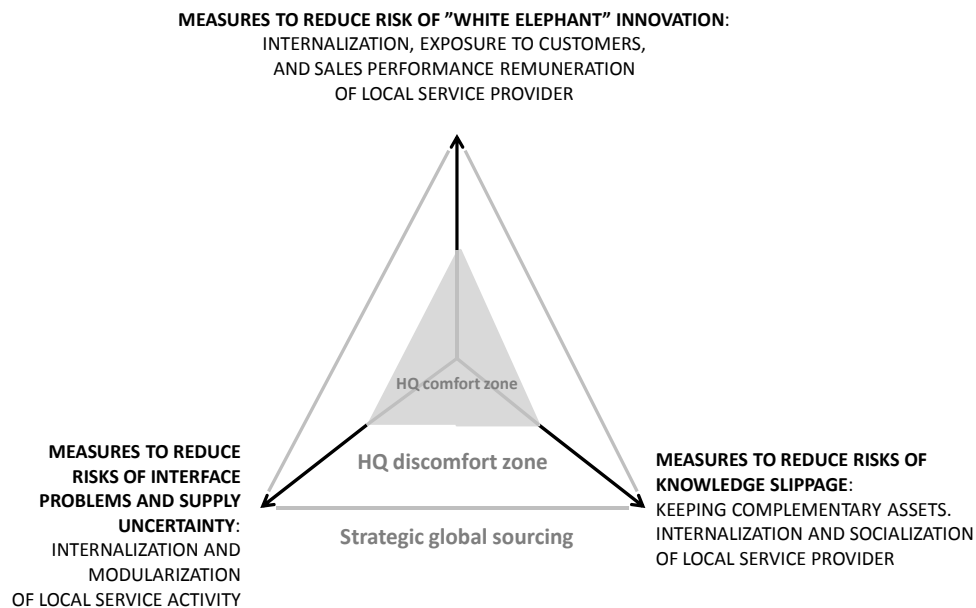 MEASURES TO REDUCE RISK OF ”WHITE ELEPHANT” INNOVATION:
INTERNALIZATION, EXPOSURE TO CUSTOMERS,
AND SALES PERFORMANCE REMUNERATION
OF LOCAL SERVICE PROVIDER
HQ comfort zone
HQ discomfort zone
Strategic global sourcing
MEASURES TO REDUCE
RISKS OF INTERFACE
PROBLEMS AND SUPPLY
UNCERTAINTY:
INTERNALIZATION AND
MODULARIZATION
OF LOCAL SERVICE ACTIVITY
MEASURES TO REDUCE RISKS OF
KNOWLEDGE SLIPPAGE:
KEEPING COMPLEMENTARY ASSETS.
INTERNALIZATION AND SOCIALIZATION
OF LOCAL SERVICE PROVIDER